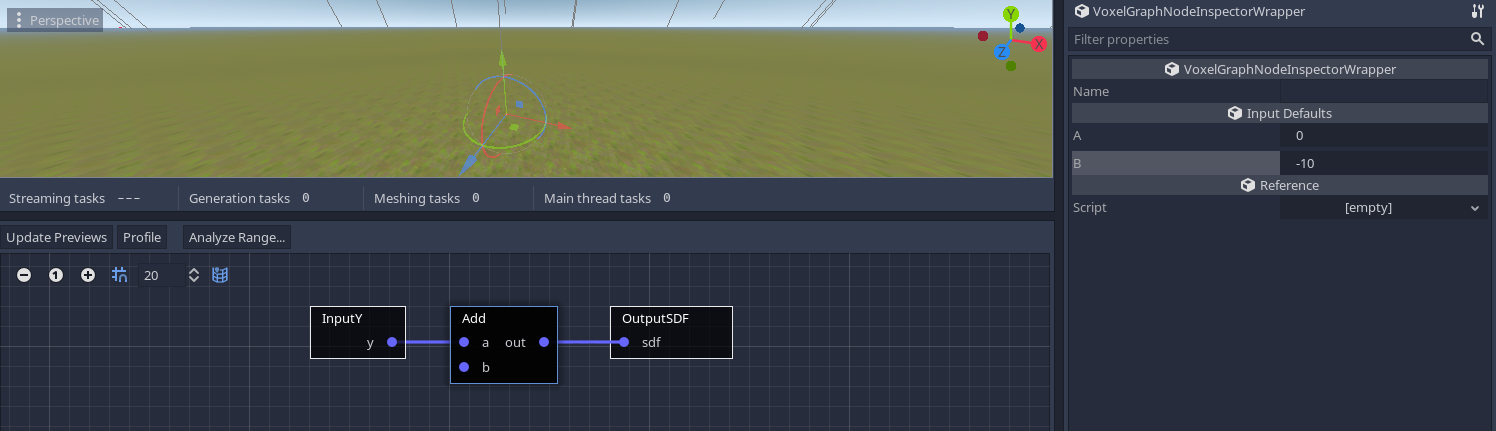 Perspective
Y
X
Z
Streaming tasks --- Generation tasks 0 Meshing tasks 0 Main thread tasks 0
Update Previews Profile Analyze Range...
1 20
InputY
y
Add
a out
b
OutputSDF
sdf
VoxelGraphNodeInspectorWrapper
Filter properties
VoxelGraphNodeInspectorWrapper
Name
Input Defaults
A 0
B -10
Reference
Script [empty]